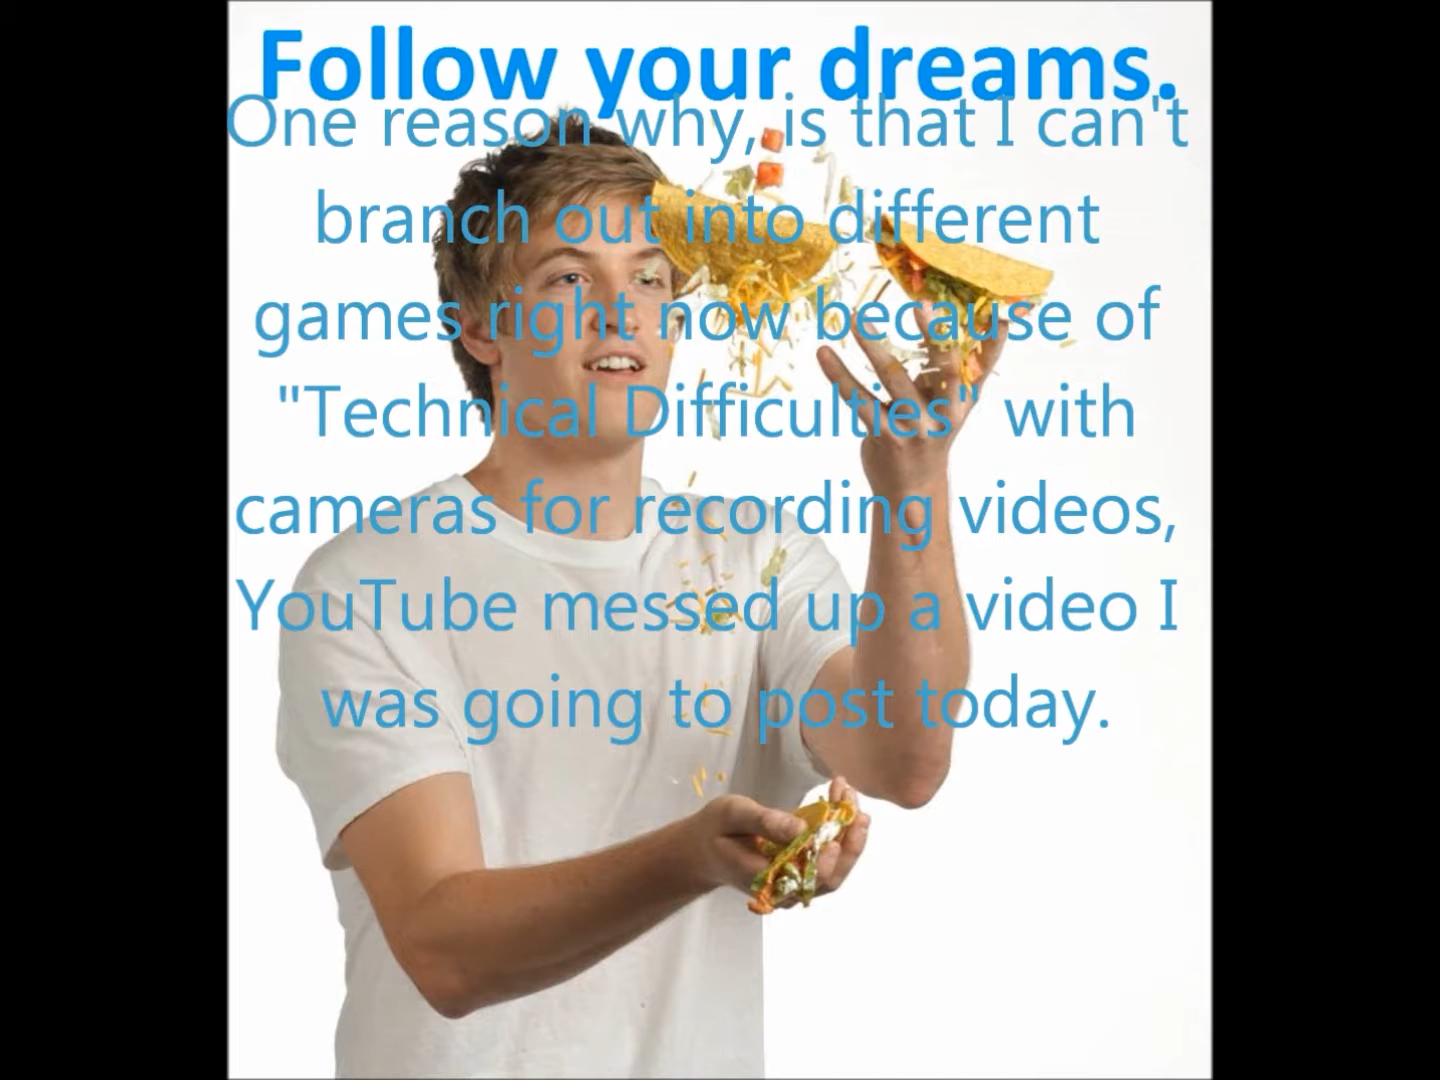 Follow your dreams.
One reason why, is that I can't
branch out into different
games right now because of
"Technical Difficulties" with
cameras for recording videos,
YouTube messed up a video I
was going to post today.